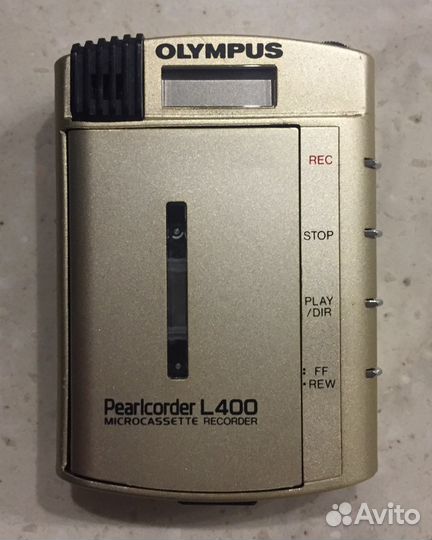 OLYMPUS
REC
STOP
PLAY
/DIR
: FF
• REW
Pearlcorder L400
MICROCASSETTE RECORDER
Avito